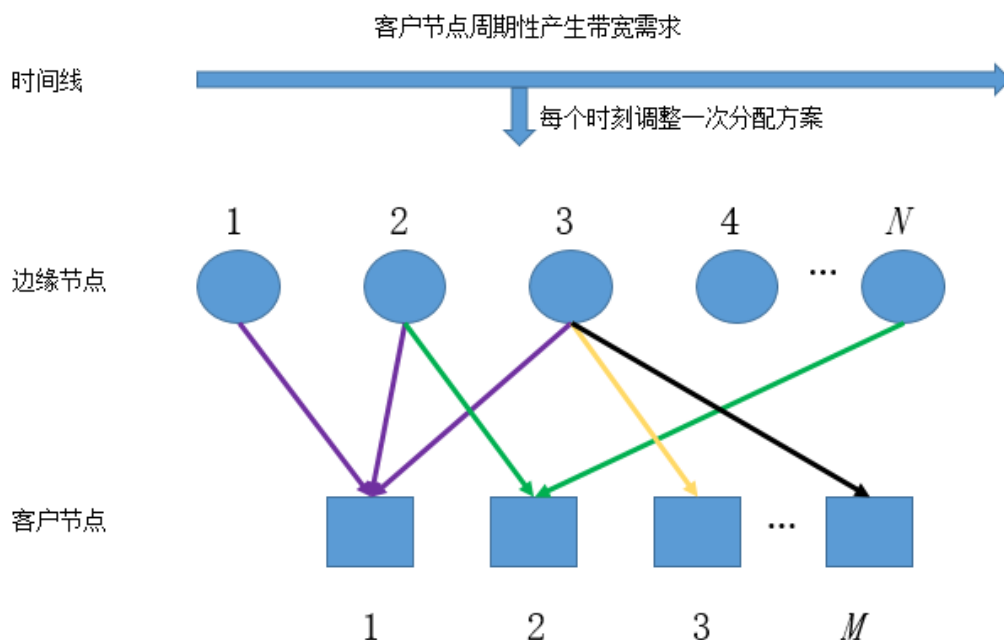 客户节点周期性产生带宽需求
时间线
每个时刻调整一次分配方案
1 2 3 4 N
边缘节点 ...
客户节点 ...
1 2 3 M